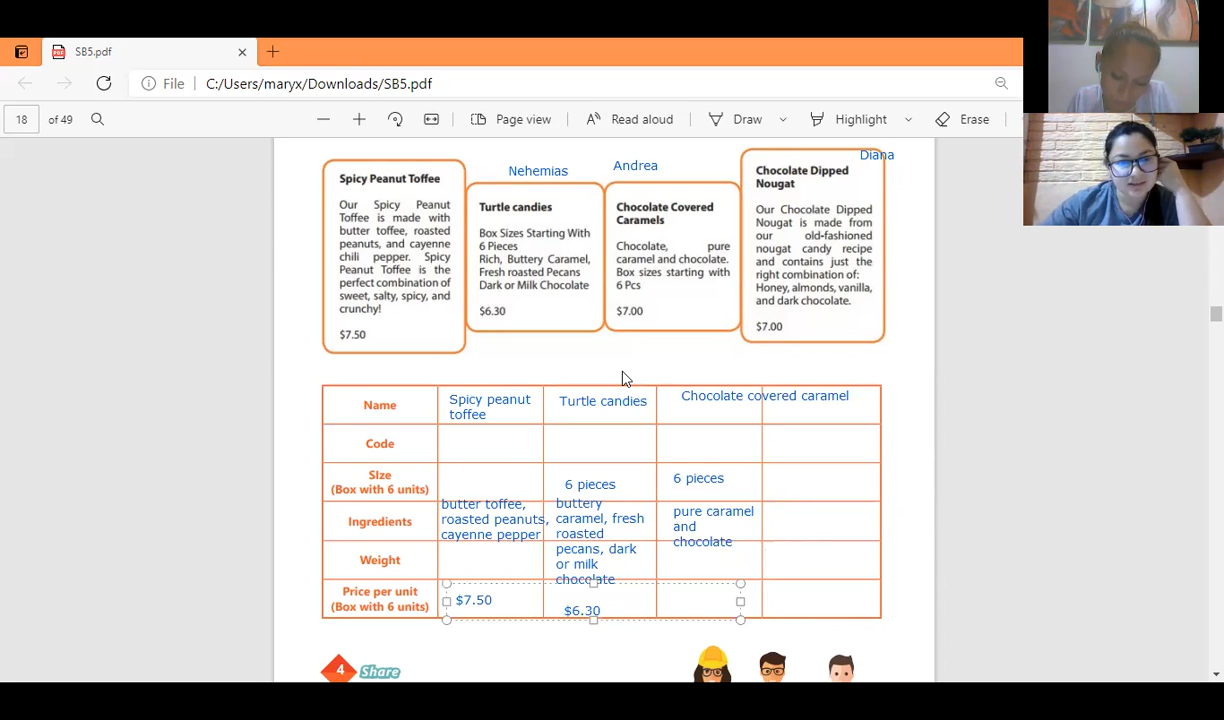 SB5.pdf
File
C:/Users/maryx/Downloads/SB5.pdf
18
of 49
Page view
Read aloud
Draw
Highlight
Erase
Nehemias
Andrea
Diana
Spicy Peanut Toffee
Our Spicy Peanut
Toffee is made with
butter toffee, roasted
peanuts, and cayenne
chili pepper. Spicy
Peanut Toffee is the
perfect combination of
sweet, salty, spicy, and
crunchy!
$7.50
Turtle candies
Box Sizes Starting With
6 Pieces
Rich, Buttery Caramel,
Fresh roasted Pecans
Dark or Milk Chocolate
$6.30
Chocolate Covered
Caramels
Chocolate, pure
caramel and chocolate.
Box sizes starting with
6 Pcs
$7.00
Chocolate Dipped
Nougat
Our Chocolate Dipped
Nougat is made from
our old-fashioned
nougat candy recipe
and contains just the
right combination of:
Honey, almonds, vanilla,
and dark chocolate.
$7.00
Name
Spicy peanut
toffee
Turtle candies
Chocolate covered caramel
Code
SIze
(Box with 6 units)
6 pieces
6 pieces
Ingredients
butter toffee,
roasted peanuts,
cayenne pepper
buttery
caramel, fresh
roasted
pecans, dark
or milk
chocolate
pure caramel
and
chocolate
Weight
Price per unit
(Box with 6 units)
$7.50
$6.30
4 Share